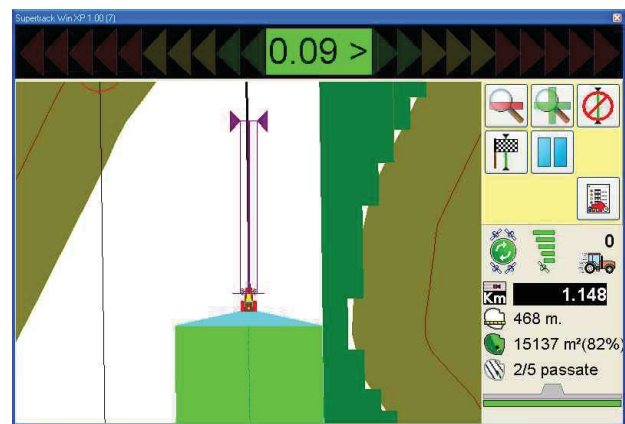 Supertrack Win XP 1.00 (7)
0.09 >
0
Km 1.148
468 m.
15137 m²(82%)
2/5 passate